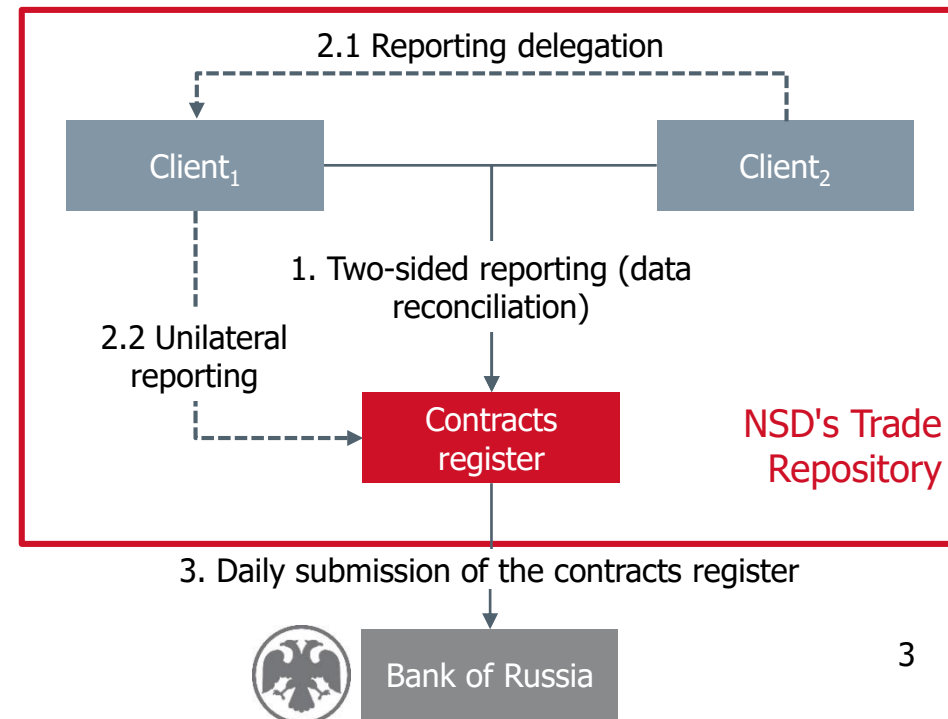 2.1 Reporting delegation
Client₁
Client₂
1. Two-sided reporting (data
reconciliation)
2.2 Unilateral
reporting
Contracts
register
NSD's Trade
Repository
3. Daily submission of the contracts register
Bank of Russia
3